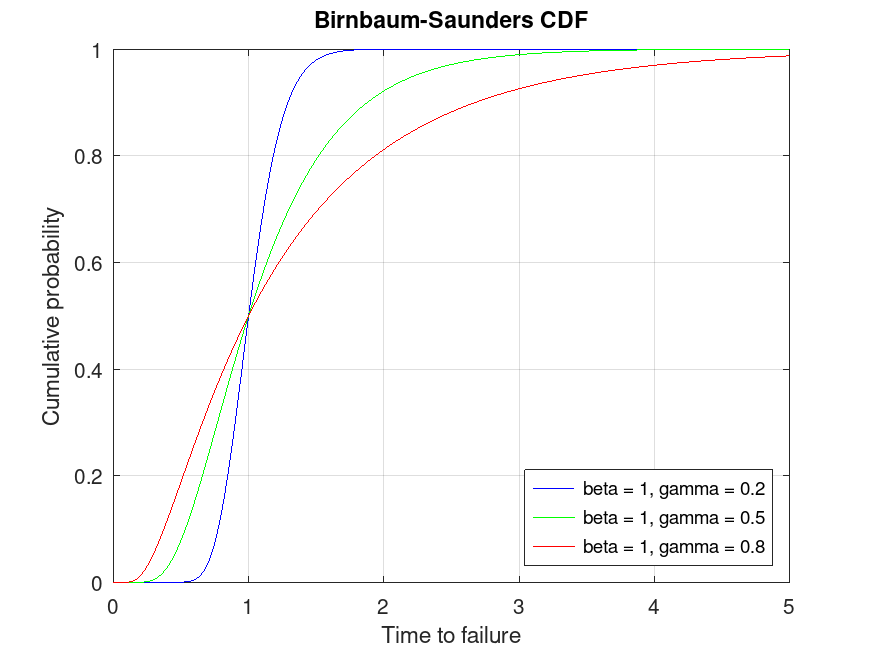 Birnbaum-Saunders CDF
Cumulative probability
1
0.8
0.6
0.4
0.2
0
0 1 2 3 4 5
Time to failure
beta = 1, gamma = 0.2
beta = 1, gamma = 0.5
beta = 1, gamma = 0.8